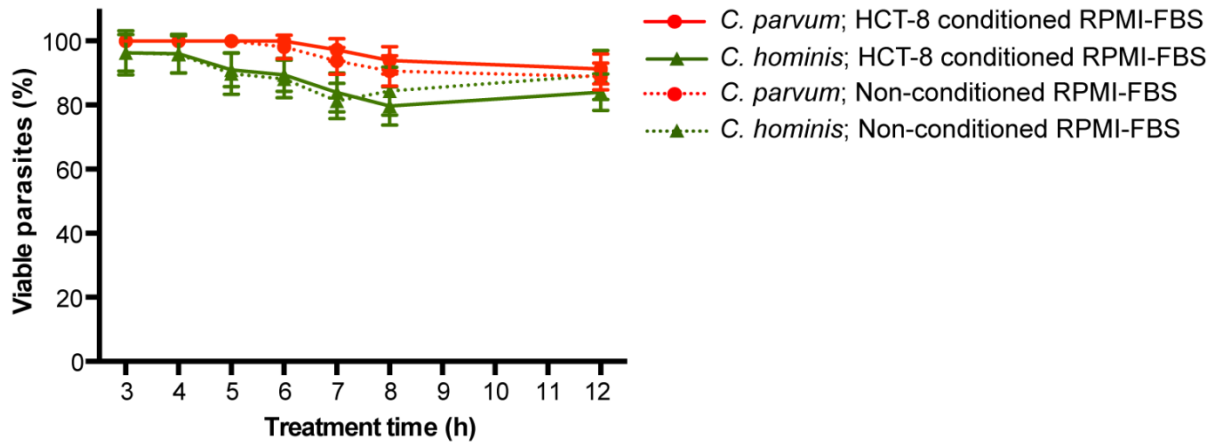 C. parvum; HCT-8 conditioned RPMI-FBS
C. hominis; HCT-8 conditioned RPMI-FBS
C. parvum; Non-conditioned RPMI-FBS
C. hominis; Non-conditioned RPMI-FBS
Viable parasites (%)
100
80
60
40
20
0
3 4 5 6 7 8 9 10 11 12
Treatment time (h)